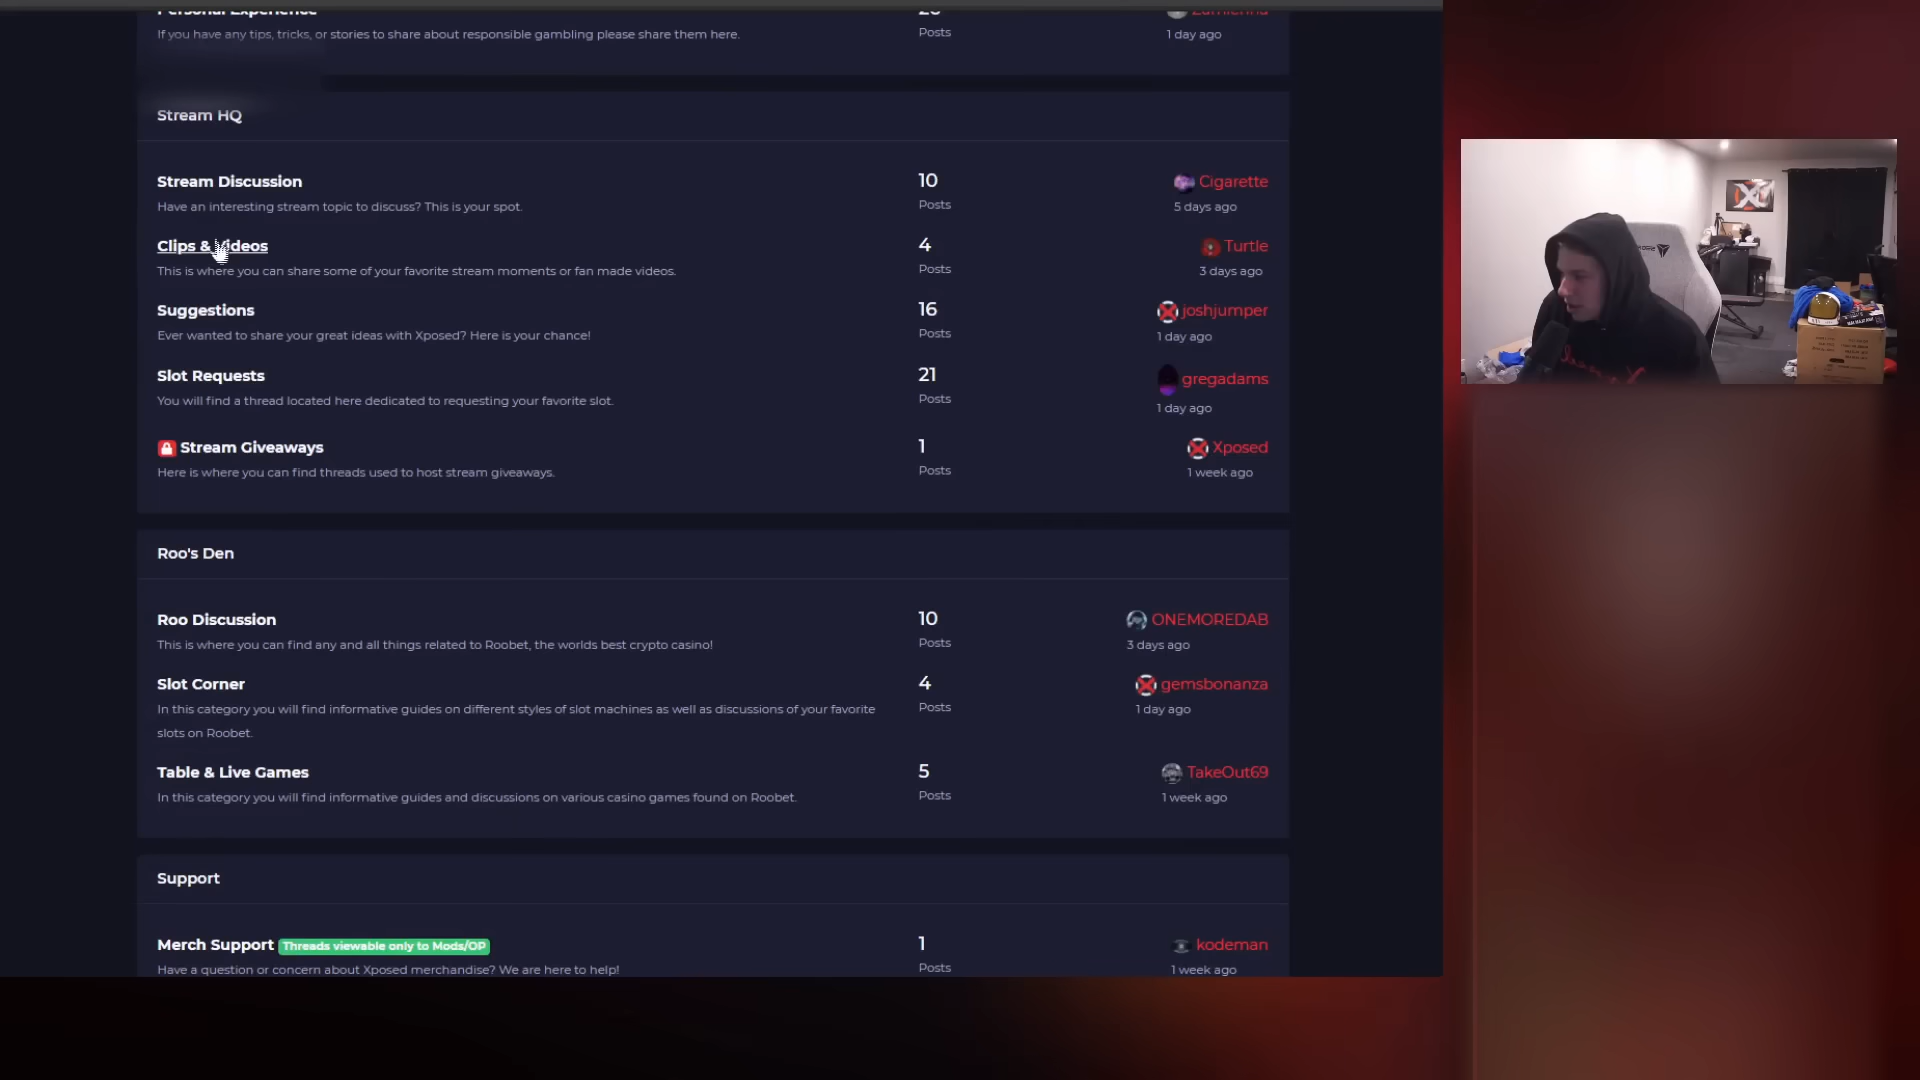 Personal Experience
If you have any tips, tricks, or stories to share about responsible gambling please share them here.
Posts
1 day ago
Stream HQ
Stream Discussion
Have an interesting stream topic to discuss? This is your spot.
10
Posts
Cigarette
5 days ago
Clips & Videos
This is where you can share some of your favorite stream moments or fan made videos.
4
Posts
Turtle
3 days ago
Suggestions
Ever wanted to share your great ideas with Xposed? Here is your chance!
16
Posts
joshjumper
1 day ago
Slot Requests
You will find a thread located here dedicated to requesting your favorite slot.
21
Posts
gregadams
1 day ago
Stream Giveaways
Here is where you can find threads used to host stream giveaways.
1
Posts
Xposed
1 week ago
Roo's Den
Roo Discussion
This is where you can find any and all things related to Roobet, the worlds best crypto casino!
10
Posts
ONEMOREDAB
3 days ago
Slot Corner
In this category you will find informative guides on different styles of slot machines as well as discussions of your favorite
slots on Roobet.
4
Posts
gemsbonanza
1 day ago
Table & Live Games
In this category you will find informative guides and discussions on various casino games found on Roobet.
5
Posts
TakeOut69
1 week ago
Support
Merch Support Threads viewable only to Mods/OP
Have a question or concern about Xposed merchandise? We are here to help!
1
Posts
kodeman
1 week ago